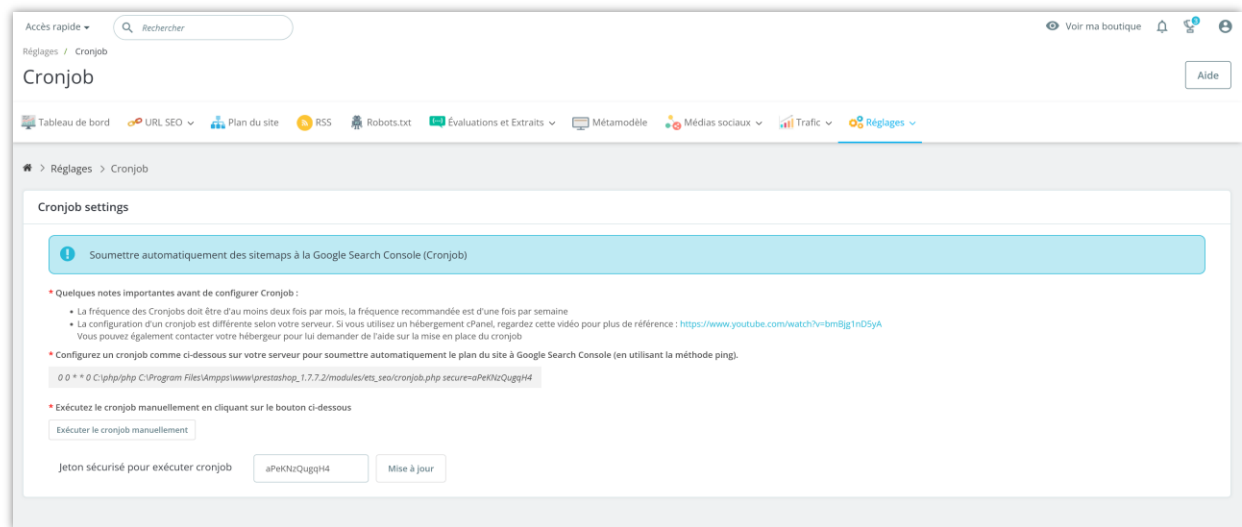 Accès rapide
Rechercher
Voir ma boutique
3
Réglages / Cronjob
Cronjob
Aide
Tableau de bord URL SEO Plan du site RSS Robots.txt Évaluations et Extraits Métamodèle Médias sociaux Trafic Réglages
> Réglages > Cronjob
Cronjob settings
Soumettre automatiquement des sitemaps à la Google Search Console (Cronjob)
* Quelques notes importantes avant de configurer Cronjob :
• La fréquence des Cronjobs doit être d'au moins deux fois par mois, la fréquence recommandée est d'une fois par semaine
• La configuration d'un cronjob est différente selon votre serveur. Si vous utilisez un hébergement cPanel, regardez cette vidéo pour plus de référence : https://www.youtube.com/watch?v=bmBjg1nD5yA
Vous pouvez également contacter votre hébergeur pour lui demander de l'aide sur la mise en place du cronjob
* Configurez un cronjob comme ci-dessous sur votre serveur pour soumettre automatiquement le plan du site à Google Search Console (en utilisant la méthode ping).
0 0 * * 0 C:\php/php C:\Program Files\Ampps\www\prestashop_1.7.7.2/modules/ets_seo/cronjob.php secure=aPeKNzQugqH4
* Exécutez le cronjob manuellement en cliquant sur le bouton ci-dessous
Exécuter le cronjob manuellement
Jeton sécurisé pour exécuter cronjob aPeKNzQugqH4 Mise à jour